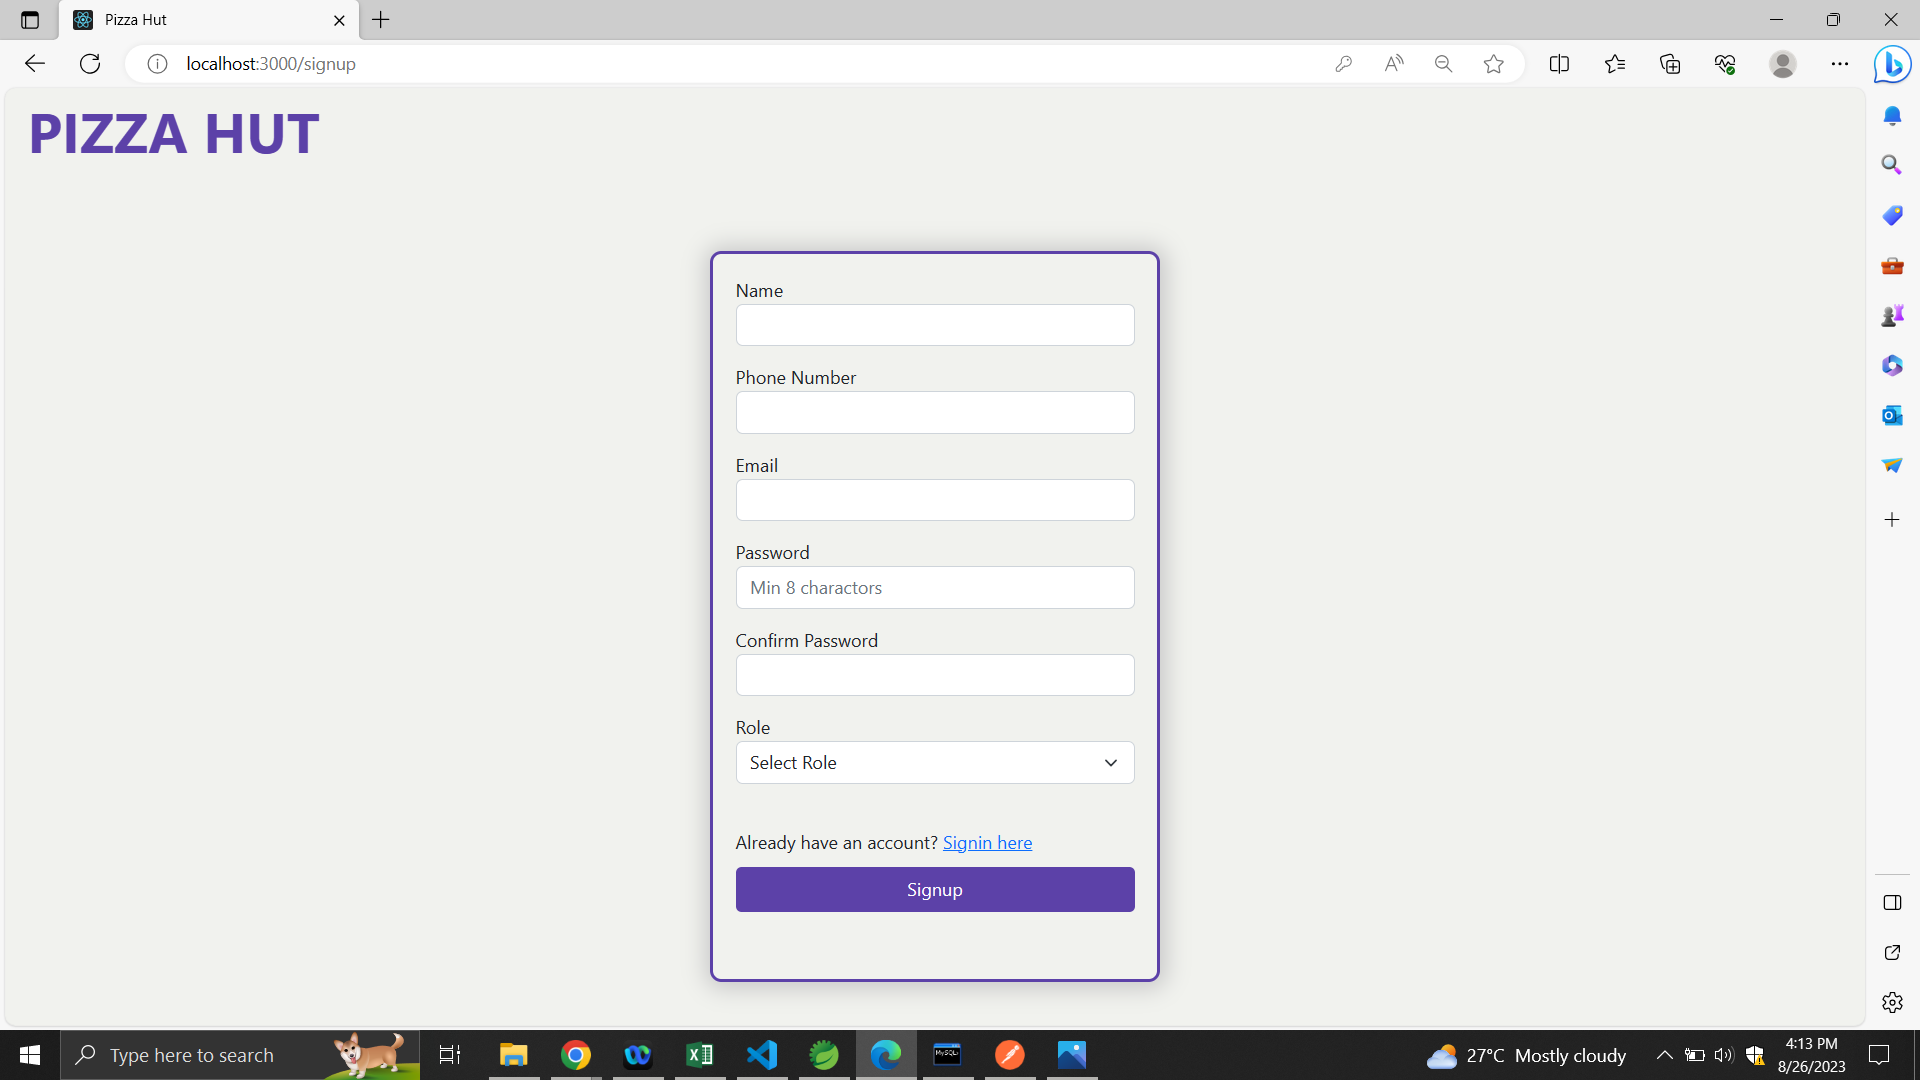 Pizza Hut
localhost:3000/signup
PIZZA HUT
Name
Phone Number
Email
Password
Min 8 charactors
Confirm Password
Role
Select Role
Already have an account? Signin here
Signup
Type here to search
27°C Mostly cloudy
4:13 PM
8/26/2023